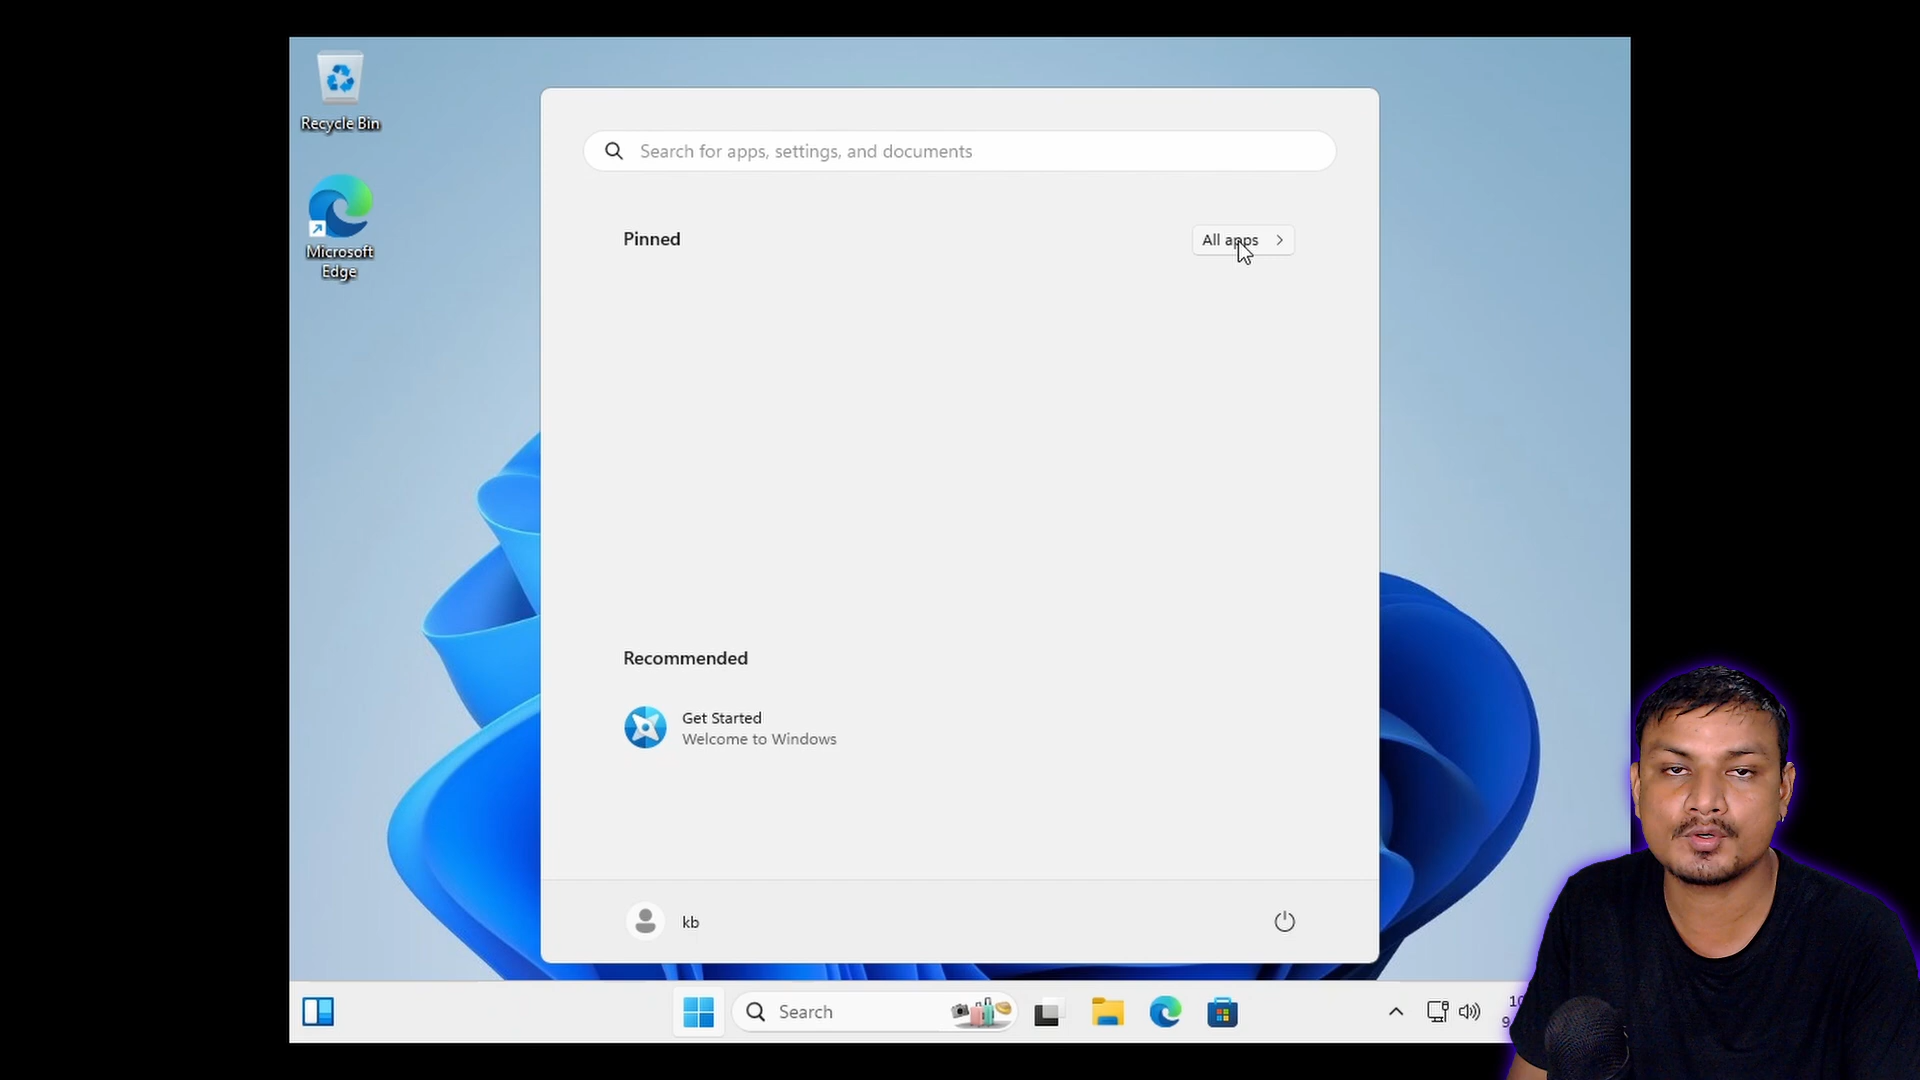 Recycle Bin
Microsoft
Edge
Search for apps, settings, and documents
Pinned
All apps
Recommended
Get Started
Welcome to Windows
kb
Search